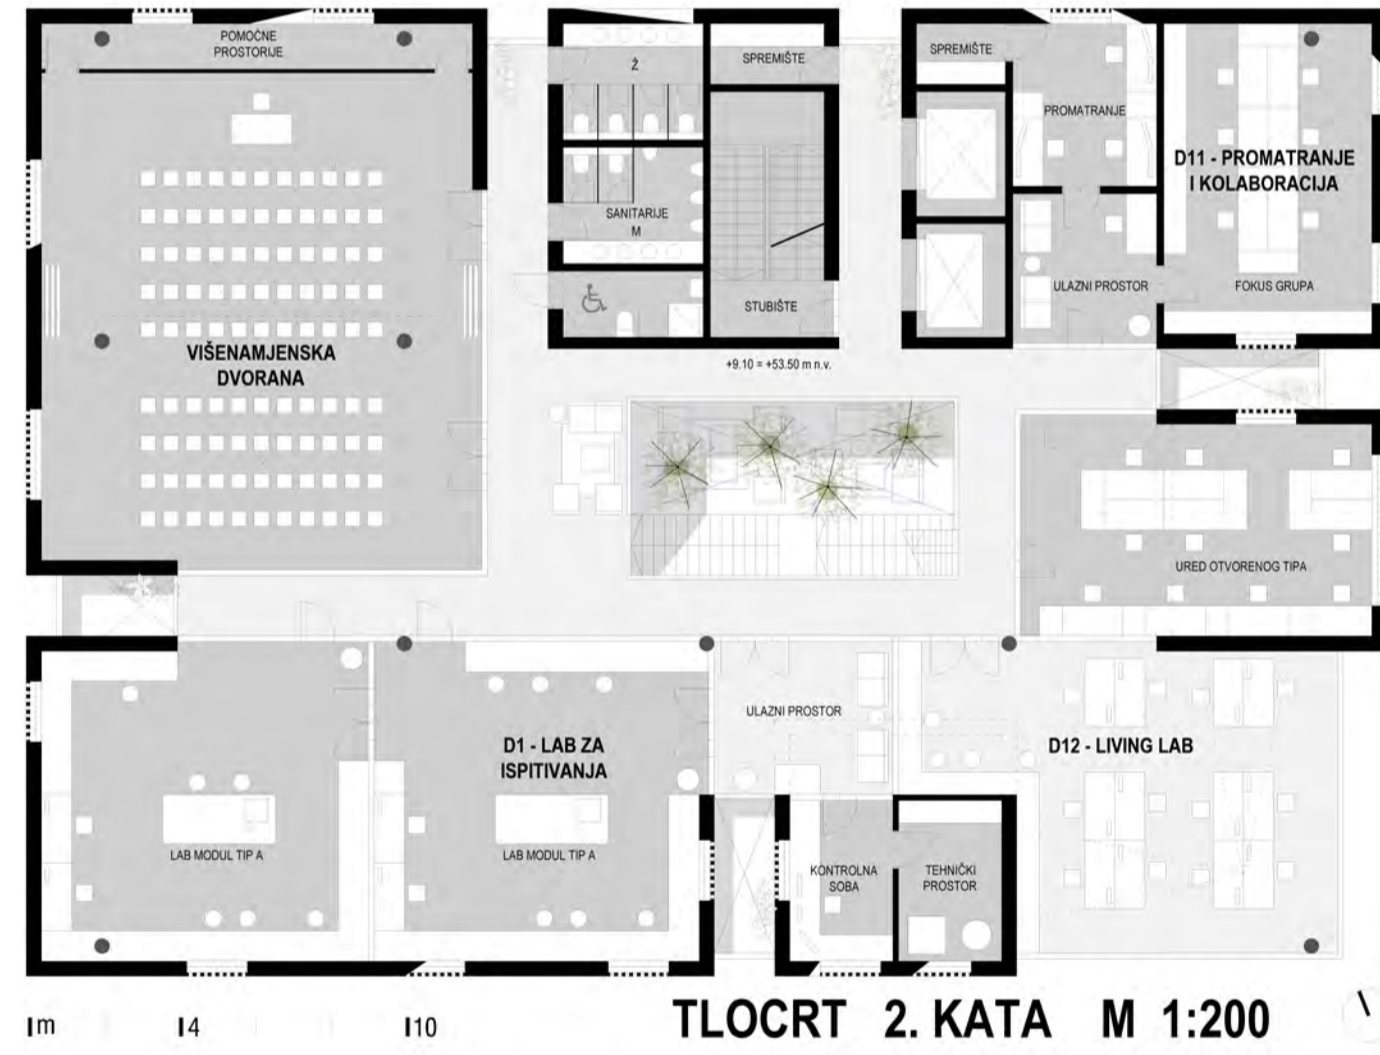 POMOĆNE
PROSTORIJE
Ž
SPREMIŠTE
SPREMIŠTE
PROMATRANJE
D11 - PROMATRANJE
I KOLABORACIJA
SANITARIJE
M
STUBIŠTE
ULAZNI PROSTOR
FOKUS GRUPA
VIŠENAMJENSKA
DVORANA
+9.10 = +53.50 m n.v.
URED OTVORENOG TIPA
ULAZNI PROSTOR
D1 - LAB ZA
ISPITIVANJA
D12 - LIVING LAB
LAB MODUL TIP A
LAB MODUL TIP A
KONTROLNA
SOBA
TEHNIČKI
PROSTOR
m 4 10
TLOCRT 2. KATA M 1:200